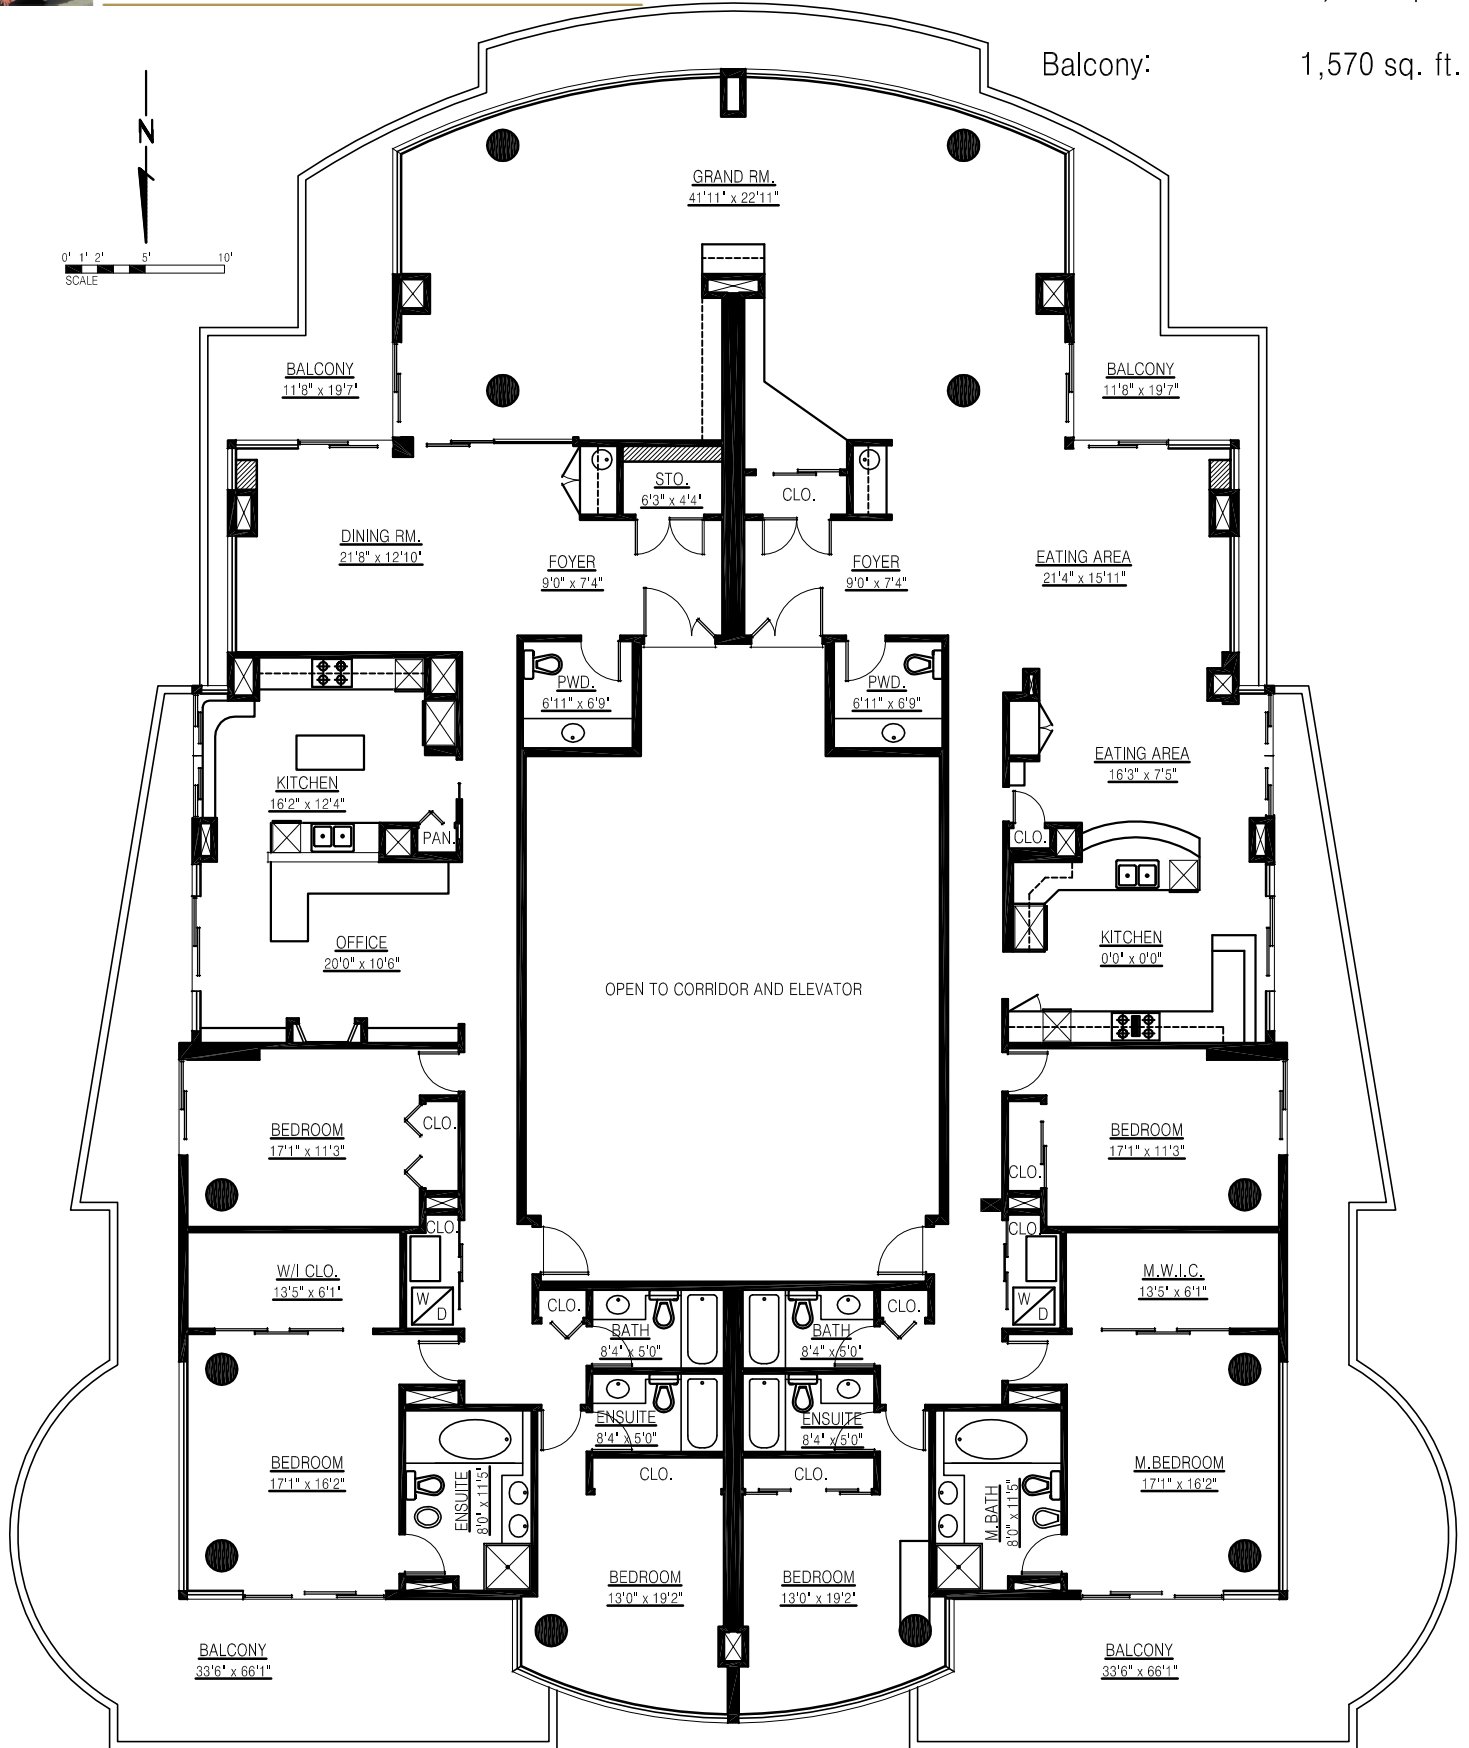 Balcony: 1,570 sq. ft.
N
0' 1' 2' 5' 10'
SCALE
GRAND RM.
41'11" x 22'11"
BALCONY
11'8" x 19'7"
BALCONY
11'8" x 19'7"
STO.
6'3" x 4'4"
CLO.
DINING RM.
21'8" x 12'10"
FOYER
9'0" x 7'4"
FOYER
9'0" x 7'4"
EATING AREA
21'4" x 15'11"
PWD.
6'11" x 6'9"
PWD.
6'11" x 6'9"
EATING AREA
16'3" x 7'5"
KITCHEN
16'2" x 12'4"
PAN.
CLO.
OFFICE
20'0" x 10'6"
KITCHEN
0'0" x 0'0"
OPEN TO CORRIDOR AND ELEVATOR
BEDROOM
17'1" x 11'3"
CLO.
CLO.
BEDROOM
17'1" x 11'3"
CLO.
CLO.
W/I CLO.
13'5" x 6'1"
M.W.I.C.
13'5" x 6'1"
W
D
W
D
CLO.
CLO.
BATH
8'4" x 5'0"
BATH
8'4" x 5'0"
ENSUITE
8'4" x 5'0"
ENSUITE
8'4" x 5'0"
CLO.
CLO.
BEDROOM
17'1" x 16'2"
ENSUITE
8'0" x 11'5"
M.BATH
8'0" x 11'5"
M.BEDROOM
17'1" x 16'2"
BEDROOM
13'0" x 19'2"
BEDROOM
13'0" x 19'2"
BALCONY
33'6" x 66'1"
BALCONY
33'6" x 66'1"